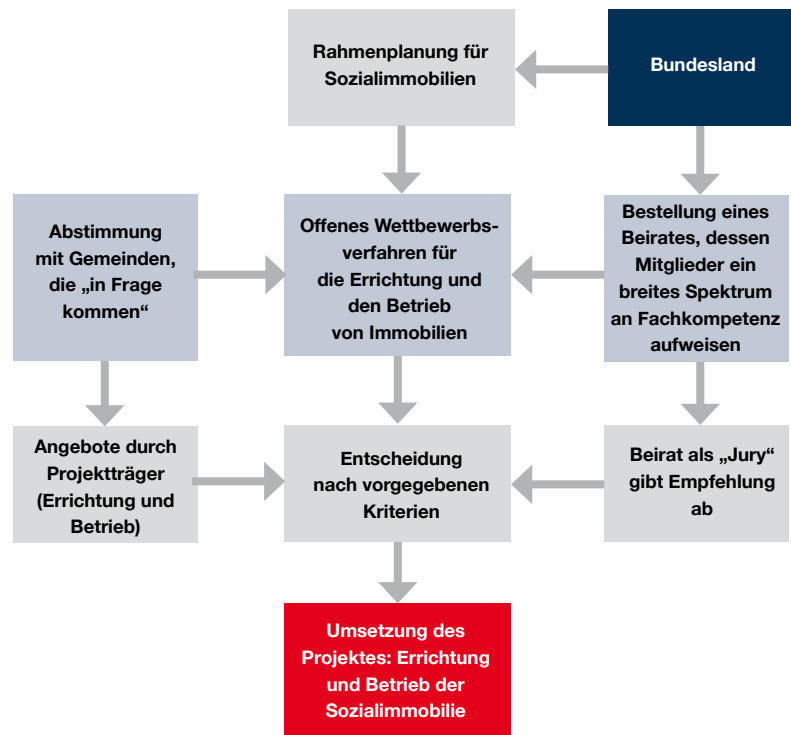 Rahmenplanung für
Sozialimmobilien
Bundesland
Abstimmung
mit Gemeinden,
die „in Frage
kommen“
Offenes Wettbewerbs-
verfahren für
die Errichtung und
den Betrieb
von Immobilien
Bestellung eines
Beirates, dessen
Mitglieder ein
breites Spektrum
an Fachkompetenz
aufweisen
Angebote durch
Projektträger
(Errichtung und
Betrieb)
Entscheidung
nach vorgegebenen
Kriterien
Beirat als „Jury“
gibt Empfehlung
ab
Umsetzung des
Projektes: Errichtung
und Betrieb der
Sozialimmobilie